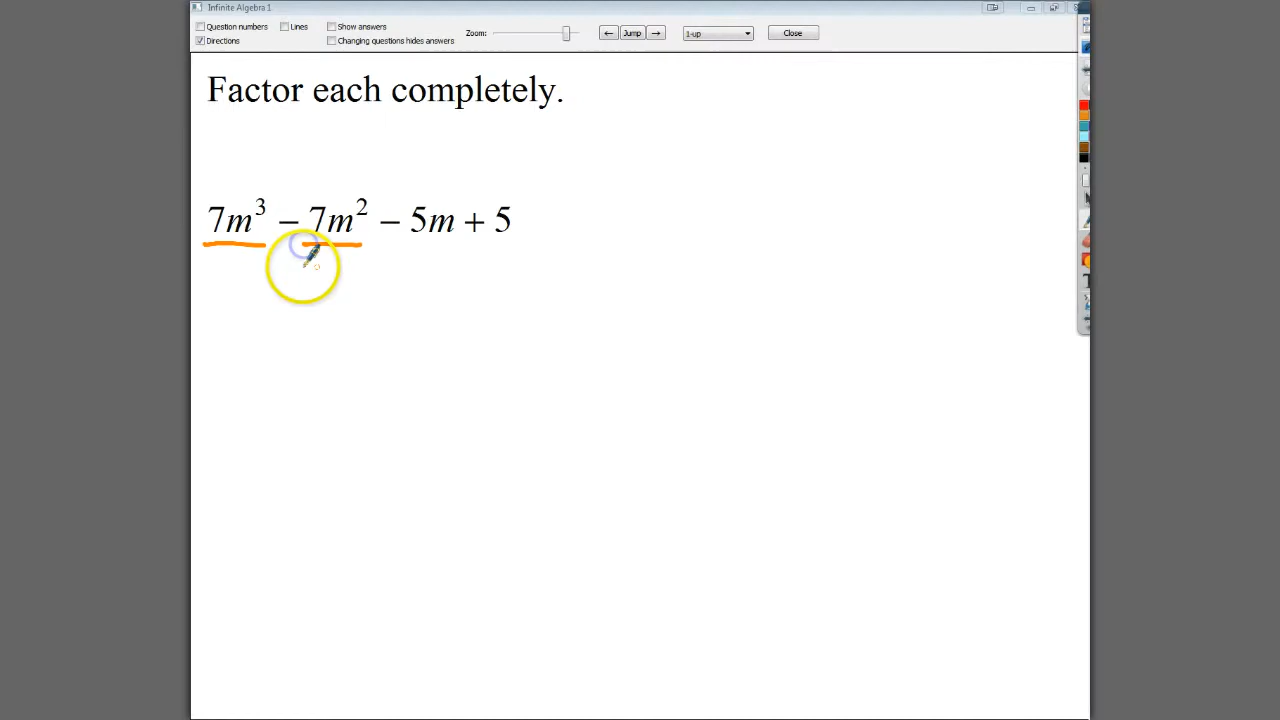 Infinite Algebra 1
Question numbers Lines Show answers
Directions Changing questions hides answers
Zoom: ← Jump → 1-up Close
Factor each completely.
7m³ − 7m² − 5m + 5